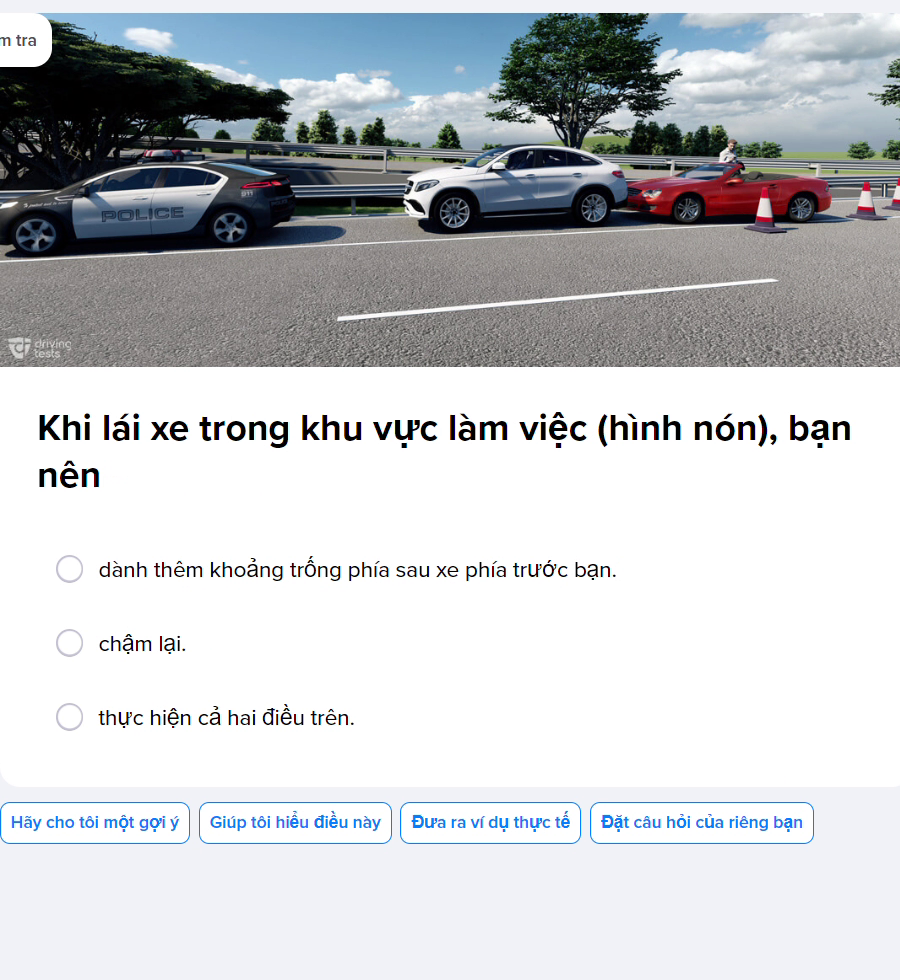 m tra
POLICE
911
driving
tests
Khi lái xe trong khu vực làm việc (hình nón), bạn
nên
dành thêm khoảng trống phía sau xe phía trước bạn.
chậm lại.
thực hiện cả hai điều trên.
Hãy cho tôi một gợi ý
Giúp tôi hiểu điều này
Đưa ra ví dụ thực tế
Đặt câu hỏi của riêng bạn